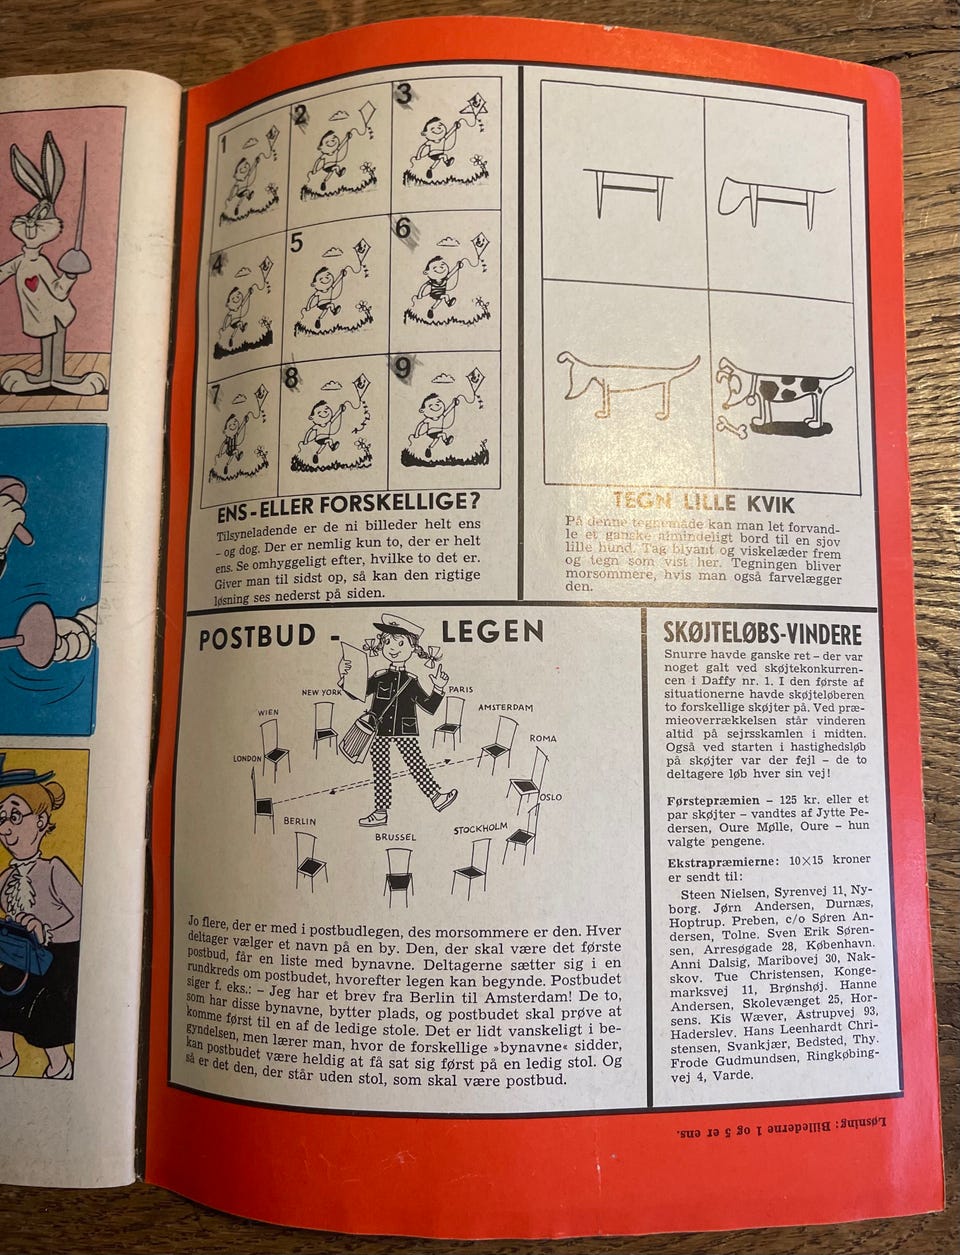 1
2
3
4
5
6
7
8
9
ENS - ELLER FORSKELLIGE?
Tilsyneladende er de ni billeder helt ens
– og dog. Der er nemlig kun to, der er helt
ens. Se omhyggeligt efter, hvilke to det er.
Giver man til sidst op, så kan den rigtige
løsning ses nederst på siden.
TEGN LILLE KVIK
På denne tegnemåde kan man let forvand-
le et ganske almindeligt bord til en sjov
lille hund. Tag blyant og viskelæder frem
og tegn som vist her. Tegningen bliver
morsommere, hvis man også farvelægger
den.
POSTBUD - LEGEN
NEW YORK
PARIS
WIEN
AMSTERDAM
LONDON
ROMA
OSLO
BERLIN
BRUSSEL
STOCKHOLM
Jo flere, der er med i postbudlegen, des morsommere er den. Hver
deltager vælger et navn på en by. Den, der skal være det første
postbud, får en liste med bynavne. Deltagerne sætter sig i en
rundkreds om postbudet, hvorefter legen kan begynde. Postbudet
siger f. eks.: – Jeg har et brev fra Berlin til Amsterdam! De to,
som har disse bynavne, bytter plads, og postbudet skal prøve at
komme først til en af de ledige stole. Det er lidt vanskeligt i be-
gyndelsen, men lærer man, hvor de forskellige »bynavne« sidder,
kan postbudet være heldig at få sat sig først på en ledig stol. Og
så er det den, der står uden stol, som skal være postbud.
SKØJTELØBS-VINDERE
Snurre havde ganske ret – der var
noget galt ved skøjtekonkurren-
cen i Daffy nr. 1. I den første af
situationerne havde skøjteløberen
to forskellige skøjter på. Ved præ-
mieoverrækkelsen står vinderen
altid på sejrsskamlen i midten.
Også ved starten i hastighedsløb
på skøjter var der fejl – de to
deltagere løb hver sin vej!
Førstepræmien – 125 kr. eller et
par skøjter – vandtes af Jytte Pe-
dersen, Oure Mølle, Oure – hun
valgte pengene.
Ekstrapræmierne: 10×15 kroner
er sendt til:
Steen Nielsen, Syrenvej 11, Ny-
borg. Jørn Andersen, Durnæs,
Hoptrup. Preben, c/o Søren An-
dersen, Tolne. Sven Erik Søren-
sen, Arresøgade 28, København.
Anni Dalsig, Maribovej 30, Nak-
skov. Tue Christensen, Konge-
marksvej 11, Brønshøj. Hanne
Andersen, Skolevænget 25, Hor-
sens. Kis Wæver, Astrupvej 93,
Haderslev. Hans Leenhardt Chri-
stensen, Svankjær, Bedsted, Thy.
Frode Gudmundsen, Ringkøbing-
vej 4, Varde.
Løsning: Billederne 1 og 5 er ens.